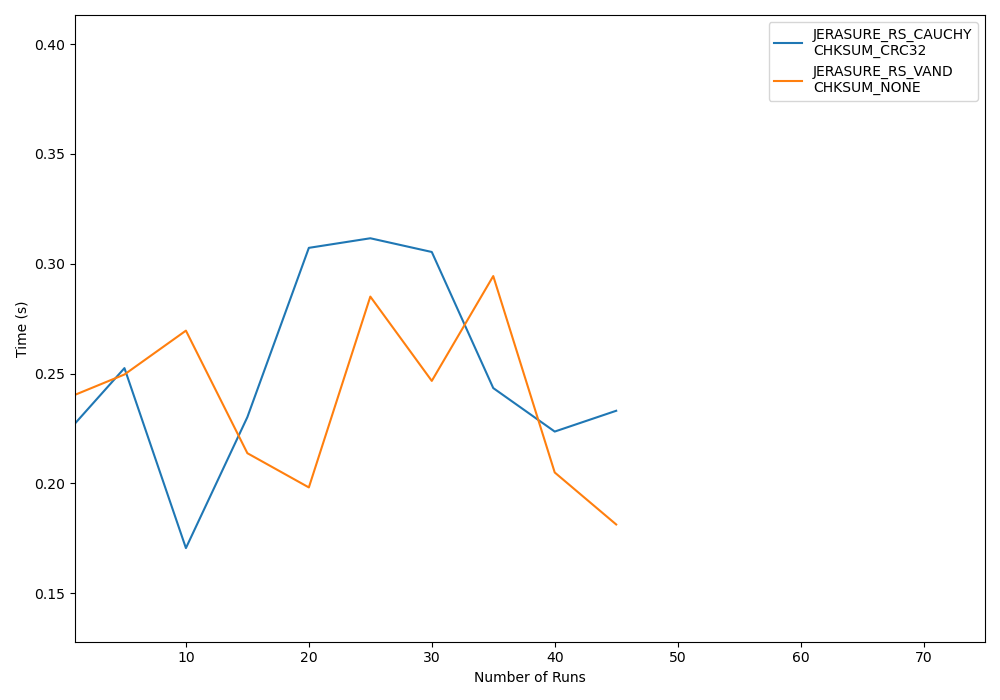 0.40
0.35
0.30
0.25
0.20
0.15
Time (s)
10 20 30 40 50 60 70
Number of Runs
JERASURE_RS_CAUCHY
CHKSUM_CRC32
JERASURE_RS_VAND
CHKSUM_NONE